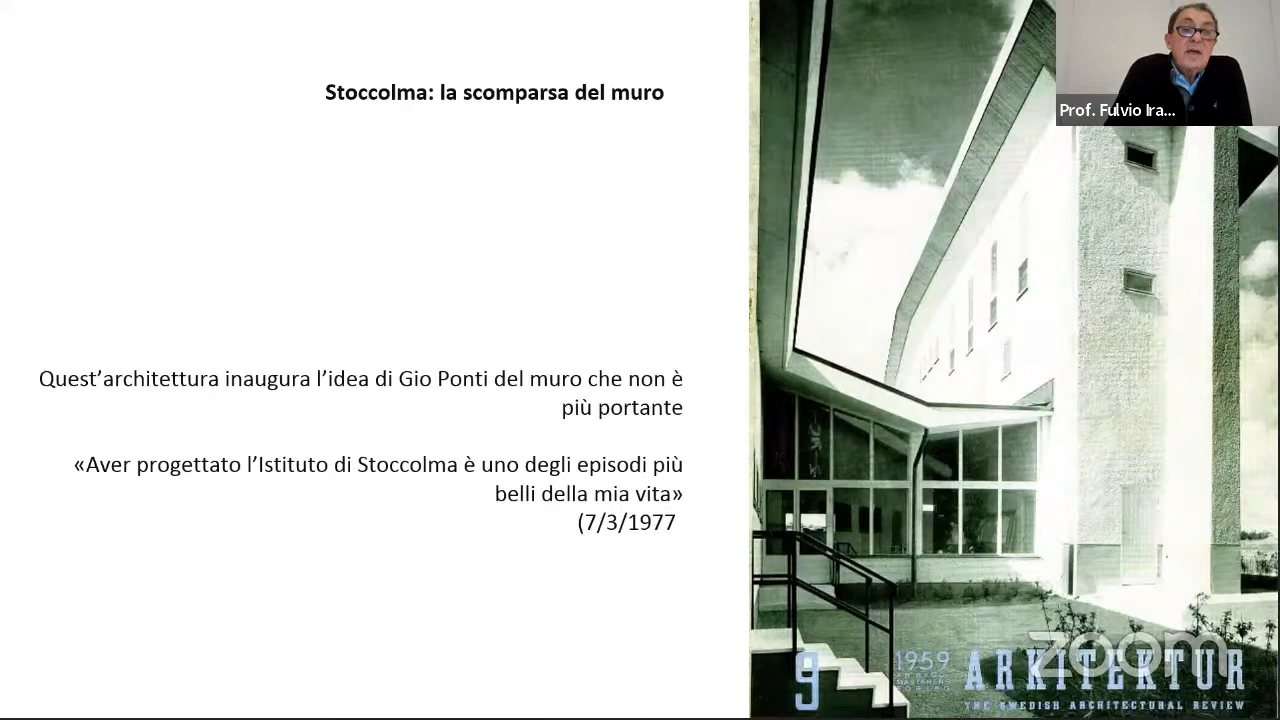 Stoccolma: la scomparsa del muro
Quest’architettura inaugura l’idea di Gio Ponti del muro che non è
più portante
«Aver progettato l’Istituto di Stoccolma è uno degli episodi più
belli della mia vita»
(7/3/1977
Prof. Fulvio Ira...
zoom
9
1959
ARKITEKTUR
THE SWEDISH ARCHITECTURAL REVIEW